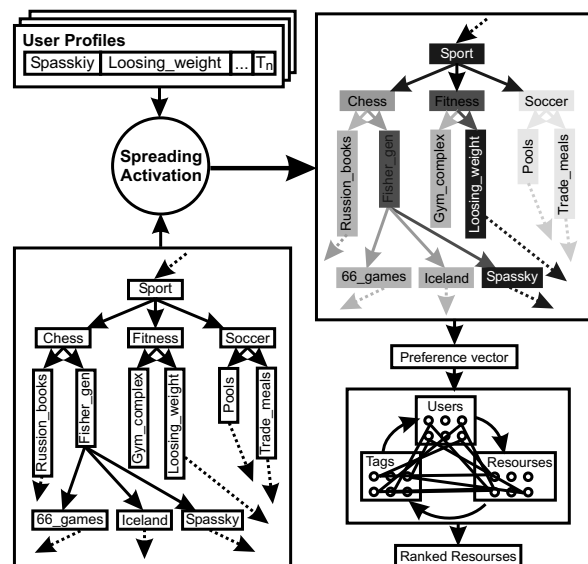 User Profiles
Spasskiy Loosing_weight ... Tn
Spreading
Activation
Sport
Chess Fitness Soccer
Russion_books Fisher_gen Gym_complex Loosing_weight Pools Trade_meals
66_games Iceland Spassky
Sport
Chess Fitness Soccer
Russion_books Fisher_gen Gym_complex Loosing_weight Pools Trade_meals
66_games Iceland Spassky
Preference vector
Users
Tags Resourses
Ranked Resourses